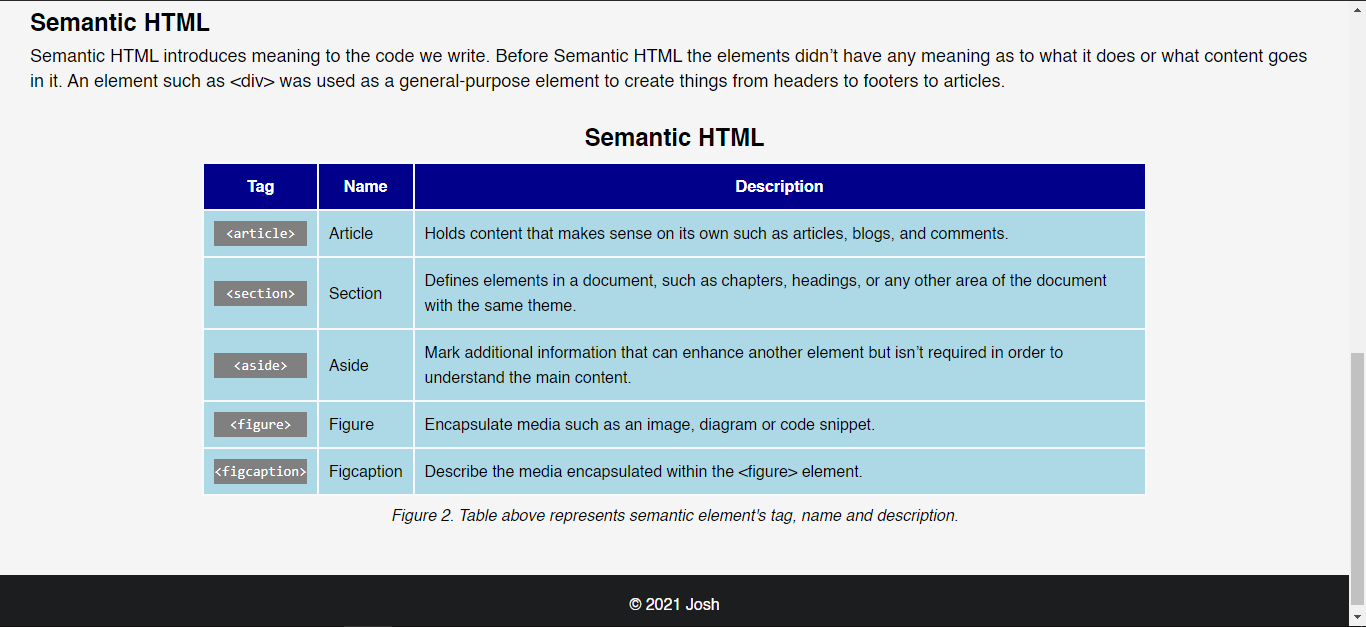 Semantic HTML
Semantic HTML introduces meaning to the code we write. Before Semantic HTML the elements didn’t have any meaning as to what it does or what content goes
in it. An element such as <div> was used as a general-purpose element to create things from headers to footers to articles.
Semantic HTML
Tag Name Description
<article> Article Holds content that makes sense on its own such as articles, blogs, and comments.
<section> Section Defines elements in a document, such as chapters, headings, or any other area of the document
with the same theme.
<aside> Aside Mark additional information that can enhance another element but isn’t required in order to
understand the main content.
<figure> Figure Encapsulate media such as an image, diagram or code snippet.
<figcaption> Figcaption Describe the media encapsulated within the <figure> element.
Figure 2. Table above represents semantic element's tag, name and description.
© 2021 Josh